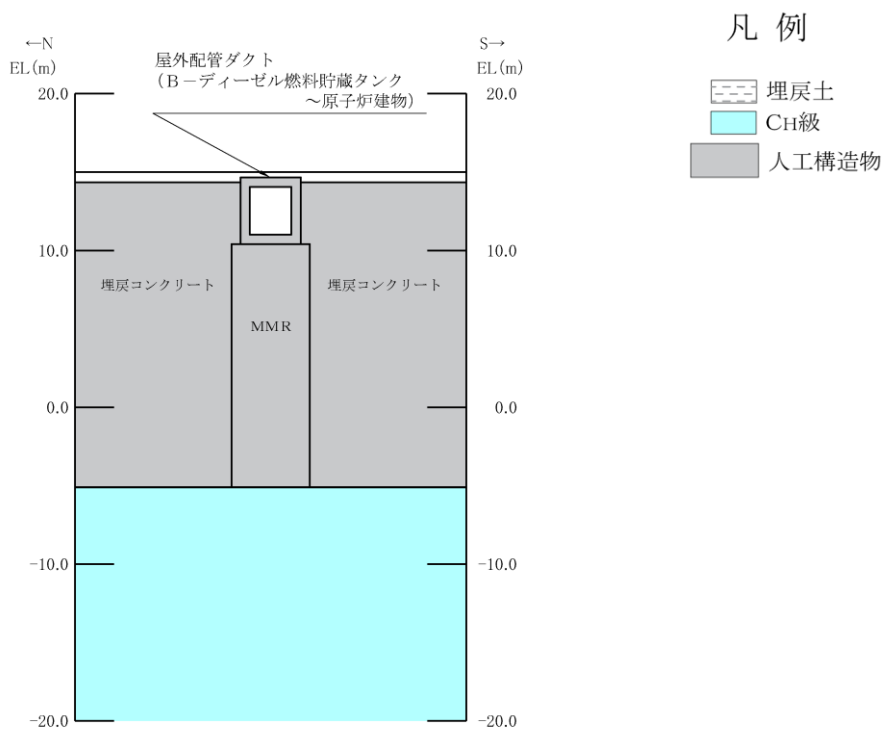 ←N
EL(m)
S→
EL(m)
屋外配管ダクト
(B-ディーゼル燃料貯蔵タンク
～原子炉建物)
凡 例
埋戻土
CH級
人工構造物
20.0
20.0
10.0
10.0
埋戻コンクリート
埋戻コンクリート
MMR
0.0
0.0
-10.0
-10.0
-20.0
-20.0